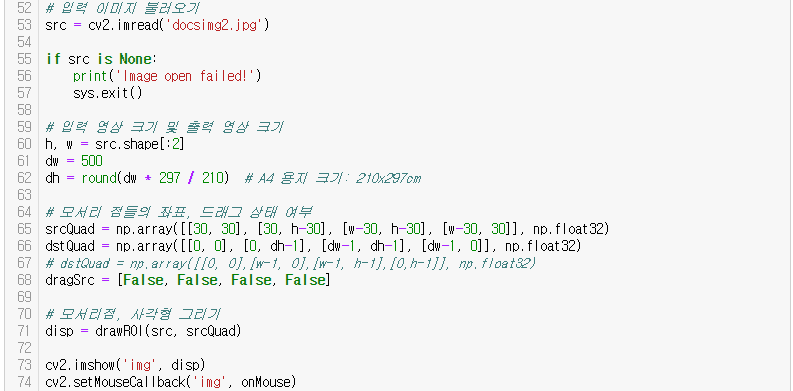 52 # 입력 이미지 불러오기
53 src = cv2.imread('docsimg2.jpg')
54
55 if src is None:
56     print('Image open failed!')
57     sys.exit()
58
59 # 입력 영상 크기 및 출력 영상 크기
60 h, w = src.shape[:2]
61 dw = 500
62 dh = round(dw * 297 / 210)  # A4 용지 크기: 210x297cm
63
64 # 모서리 점들의 좌표, 드래그 상태 여부
65 srcQuad = np.array([[30, 30], [30, h-30], [w-30, h-30], [w-30, 30]], np.float32)
66 dstQuad = np.array([[0, 0], [0, dh-1], [dw-1, dh-1], [dw-1, 0]], np.float32)
67 # dstQuad = np.array([[0, 0],[w-1, 0],[w-1, h-1],[0,h-1]], np.float32)
68 dragSrc = [False, False, False, False]
69
70 # 모서리점, 사각형 그리기
71 disp = drawROI(src, srcQuad)
72
73 cv2.imshow('img', disp)
74 cv2.setMouseCallback('img', onMouse)